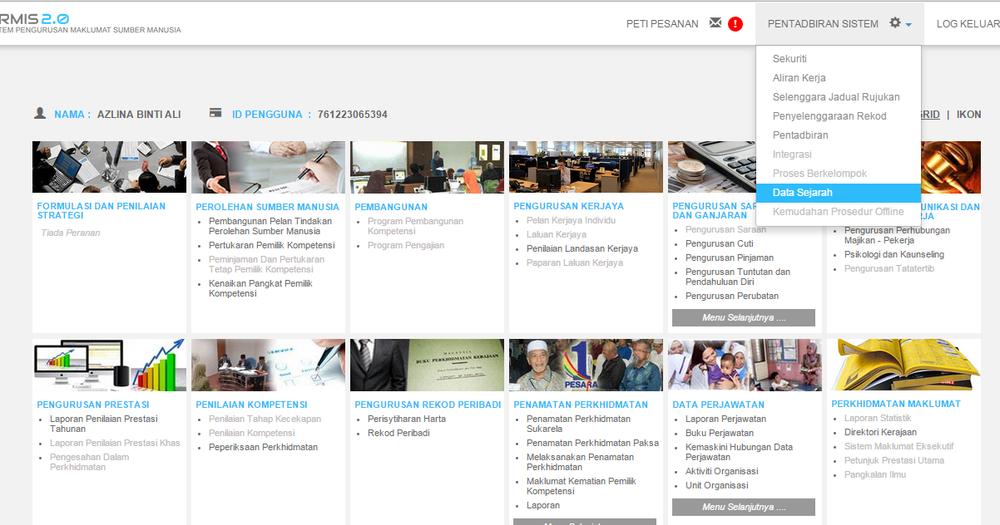 RMIS 2.0
TEM PENGURUSAN MAKLUMAT SUMBER MANUSIA
PETI PESANAN
!
PENTADBIRAN SISTEM
LOG KELUAR
Sekuriti
Aliran Kerja
Selenggara Jadual Rujukan
Penyelenggaraan Rekod
Pentadbiran
Integrasi
Proses Berkelompok
Data Sejarah
Kemudahan Prosedur Offline
NAMA : AZLINA BINTI ALI
ID PENGGUNA : 761223065394
GRID | IKON
FORMULASI DAN PENILAIAN
STRATEGI
Tiada Peranan
PEROLEHAN SUMBER MANUSIA
Pembangunan Pelan Tindakan
Perolehan Sumber Manusia
Pertukaran Pemilik Kompetensi
Peminjaman Dan Pertukaran
Tetap Pemilik Kompetensi
Kenaikan Pangkat Pemilik
Kompetensi
PEMBANGUNAN
Program Pembangunan
Kompetensi
Program Pengajian
PENGURUSAN KERJAYA
Pelan Kerjaya Individu
Laluan Kerjaya
Penilaian Landasan Kerjaya
Paparan Laluan Kerjaya
PENGURUSAN SAR
DAN GANJARAN
Pengurusan Saraan
Pengurusan Cuti
Pengurusan Pinjaman
Pengurusan Tuntutan dan
Pendahuluan Diri
Pengurusan Perubatan
Menu Selanjutnya ....
UNIKASI DAN
JA
Pengurusan Perhubungan
Majikan - Pekerja
Psikologi dan Kaunseling
Pengurusan Tatatertib
PENGURUSAN PRESTASI
Laporan Penilaian Prestasi
Tahunan
Laporan Penilaian Prestasi Khas
Pengesahan Dalam
Perkhidmatan
PENILAIAN KOMPETENSI
Penilaian Tahap Kecekapan
Penilaian Kompetensi
Peperiksaan Perkhidmatan
BUKU PERKHIDMATAN KERAJAAN
PENGURUSAN REKOD PERIBADI
Perisytiharan Harta
Rekod Peribadi
1
PESARA
PENAMATAN PERKHIDMATAN
Penamatan Perkhidmatan
Sukarela
Penamatan Perkhidmatan Paksa
Melaksanakan Penamatan
Perkhidmatan
Maklumat Kematian Pemilik
Kompetensi
Laporan
DATA PERJAWATAN
Laporan Perjawatan
Buku Perjawatan
Kemaskini Hubungan Data
Perjawatan
Aktiviti Organisasi
Unit Organisasi
Menu Selanjutnya ....
PERKHIDMATAN MAKLUMAT
Laporan Statistik
Direktori Kerajaan
Sistem Maklumat Eksekutif
Petunjuk Prestasi Utama
Pangkalan Ilmu